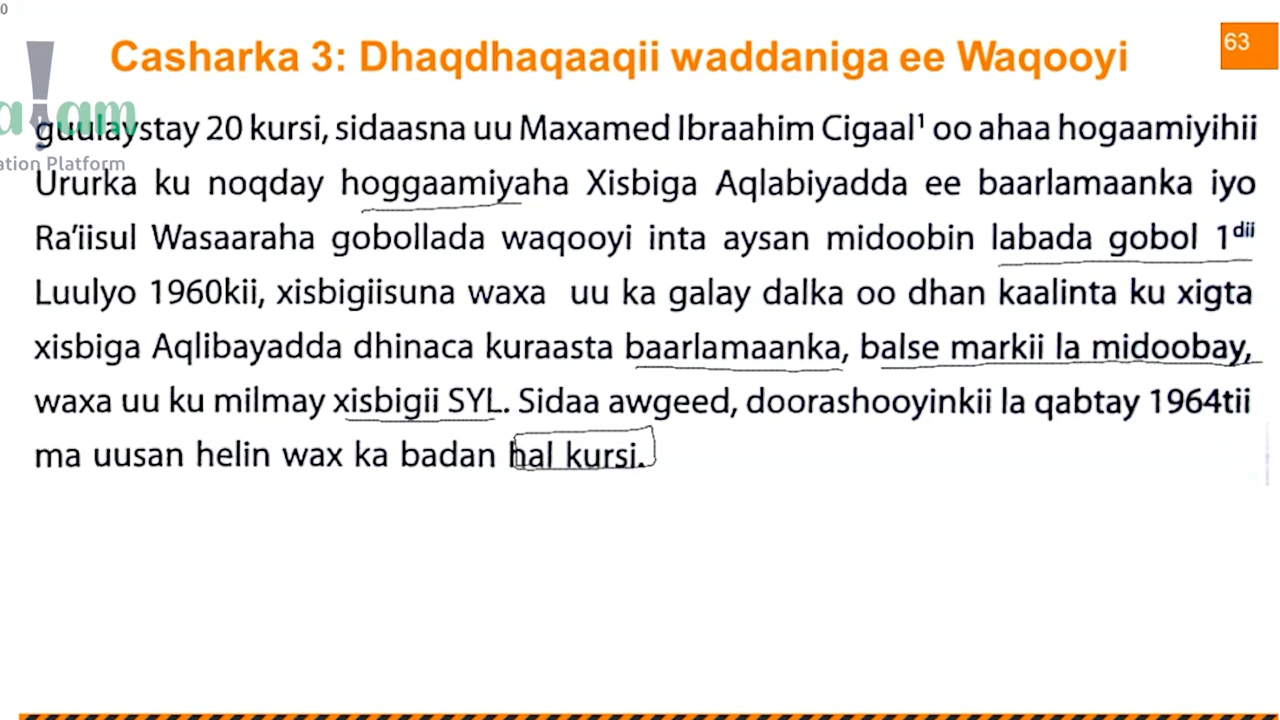 0
Casharka 3: Dhaqdhaqaaqii waddaniga ee Waqooyi
63
guulaystay 20 kursi, sidaasna uu Maxamed Ibraahim Cigaal¹ oo ahaa hogaamiyihii
ation Platform
Ururka ku noqday hoggaamiyaha Xisbiga Aqlabiyadda ee baarlamaanka iyo
Ra'iisul Wasaaraha gobollada waqooyi inta aysan midoobin labada gobol 1dii
Luulyo 1960kii, xisbigiisuna waxa uu ka galay dalka oo dhan kaalinta ku xigta
xisbiga Aqlibayadda dhinaca kuraasta baarlamaanka, balse markii la midoobay,
waxa uu ku milmay xisbigii SYL. Sidaa awgeed, doorashooyinkii la qabtay 1964tii
ma uusan helin wax ka badan hal kursi.